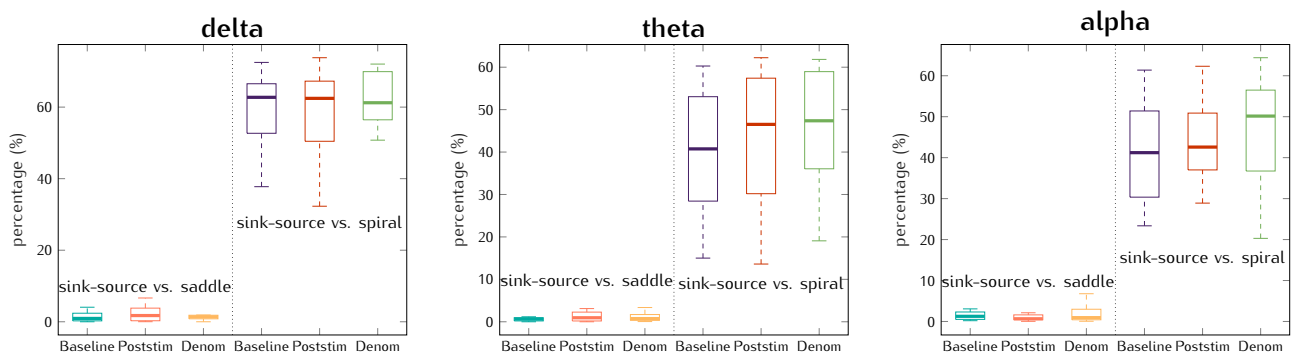 delta
percentage (%)
60
40
20
0
sink-source vs. spiral
sink-source vs. saddle
Baseline Poststim Denom Baseline Poststim Denom
theta
percentage (%)
60
50
40
30
20
10
0
sink-source vs. saddle
sink-source vs. spiral
Baseline Poststim Denom Baseline Poststim Denom
alpha
percentage (%)
60
50
40
30
20
10
0
sink-source vs. spiral
sink-source vs. saddle
Baseline Poststim Denom Baseline Poststim Denom